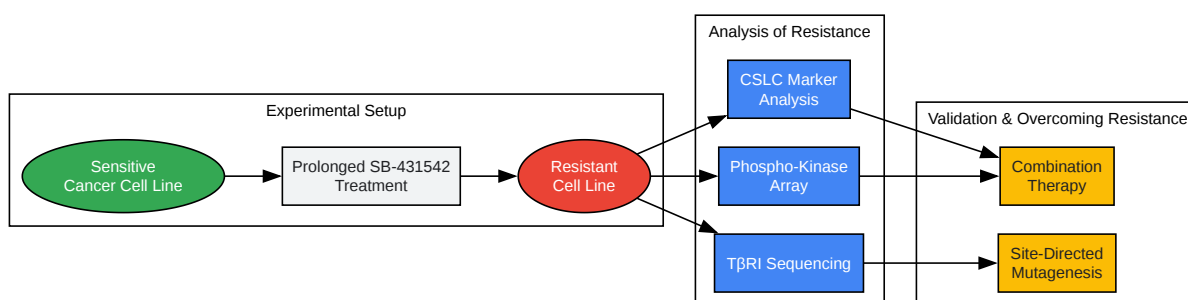 Experimental Setup
Sensitive
Cancer Cell Line
Prolonged SB-431542
Treatment
Resistant
Cell Line
Analysis of Resistance
CSLC Marker
Analysis
Phospho-Kinase
Array
TβRI Sequencing
Validation & Overcoming Resistance
Combination
Therapy
Site-Directed
Mutagenesis